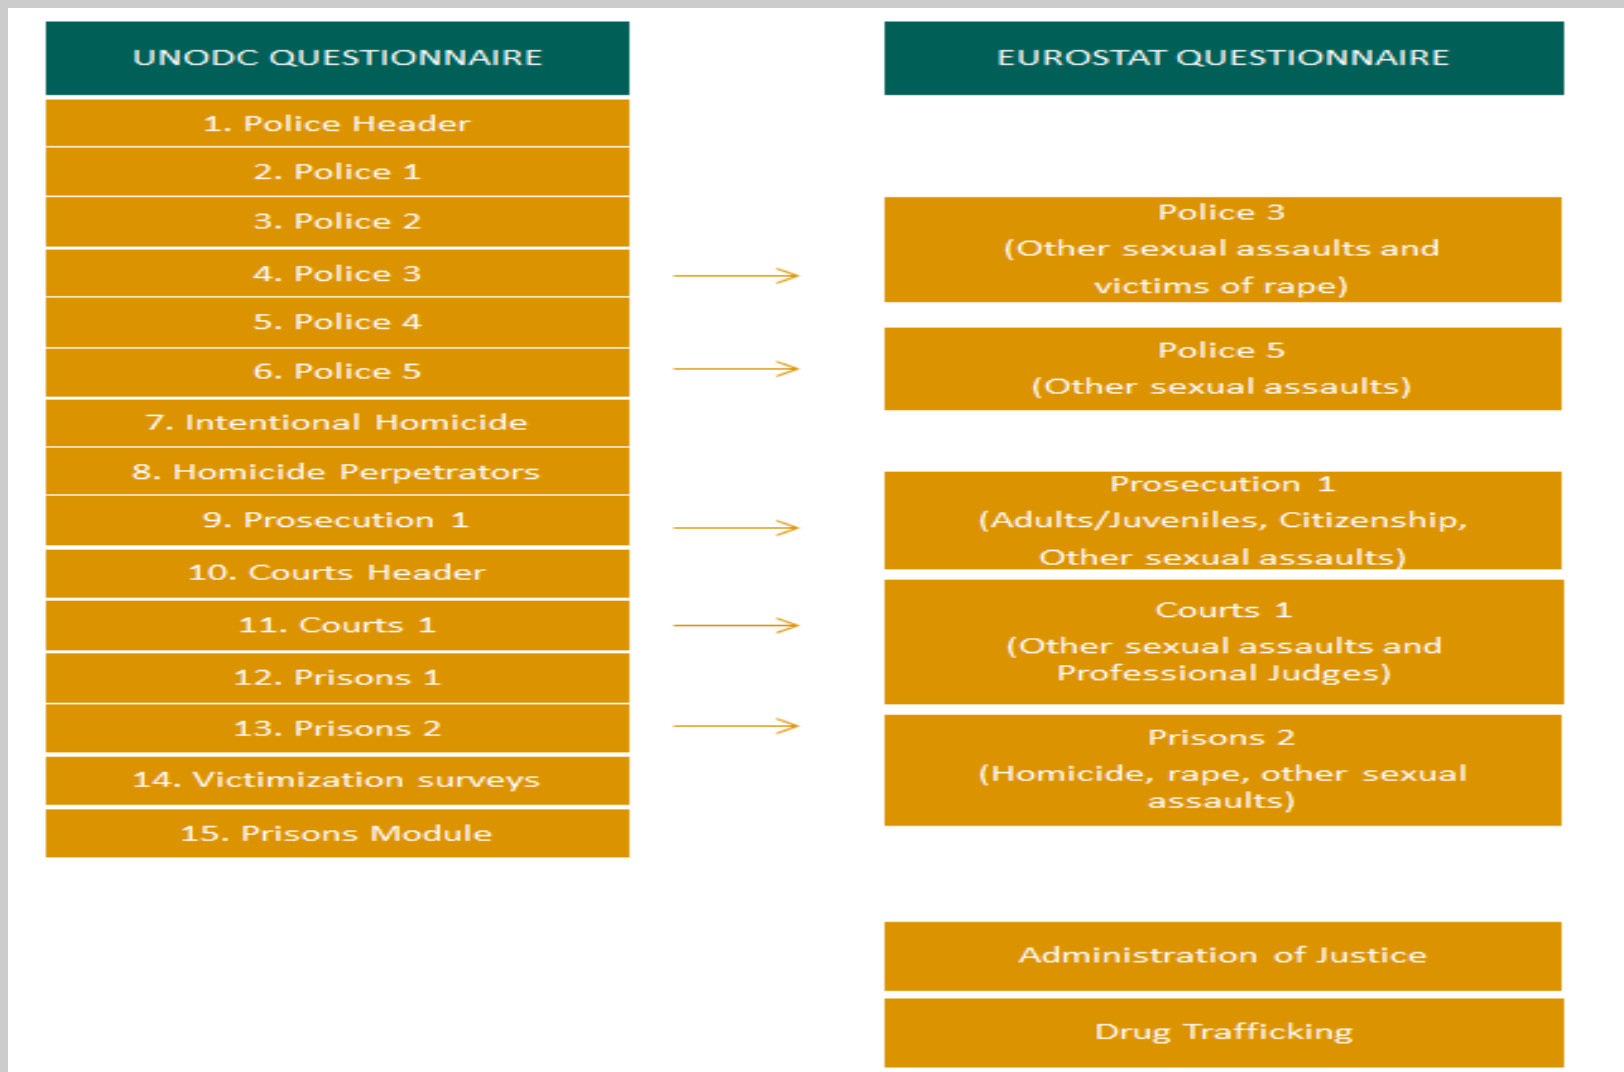 UNODC QUESTIONNAIRE
1. Police Header
2. Police 1
3. Police 2
4. Police 3
5. Police 4
6. Police 5
7. Intentional Homicide
8. Homicide Perpetrators
9. Prosecution 1
10. Courts Header
11. Courts 1
12. Prisons 1
13. Prisons 2
14. Victimization surveys
15. Prisons Module
EUROSTAT QUESTIONNAIRE
Police 3
(Other sexual assaults and
victims of rape)
Police 5
(Other sexual assaults)
Prosecution 1
(Adults/Juveniles, Citizenship,
Other sexual assaults)
Courts 1
(Other sexual assaults and
Professional Judges)
Prisons 2
(Homicide, rape, other sexual
assaults)
Administration of Justice
Drug Trafficking